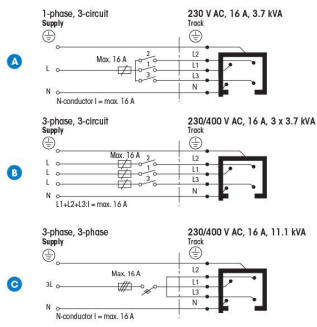 1-phase, 3-circuit
Supply
230 V AC, 16 A, 3.7 kVA
Track
A
L
N
Max. 16 A
2
1
3
L2
L1
L3
N
N-conductor I = max. 16 A
3-phase, 3-circuit
Supply
230/400 V AC, 16 A, 3 x 3.7 kVA
Track
B
L
L
L
N
Max. 16 A
2
1
3
L2
L1
L3
N
L1+L2+L3:I = max. 16 A
3-phase, 3-phase
Supply
230/400 V AC, 16 A, 11.1 kVA
Track
C
3L
N
Max. 16 A
L2
L1
L3
N
N-conductor I = max. 16 A